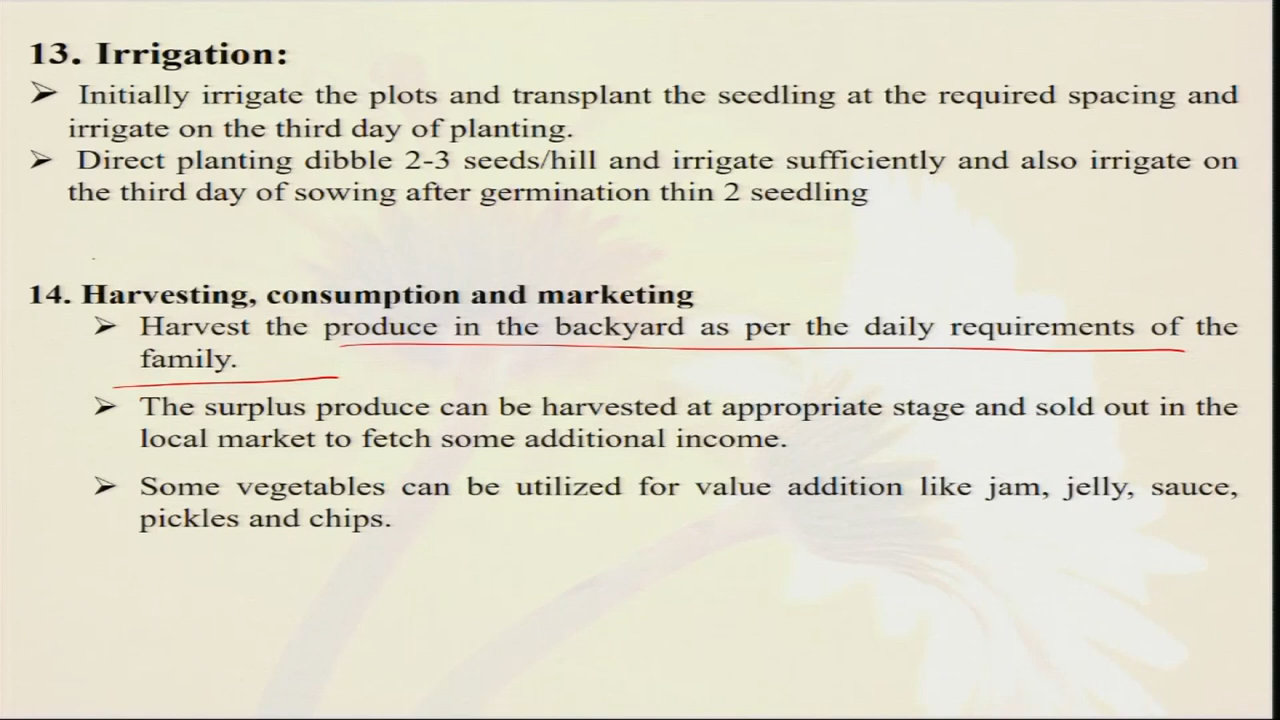 13. Irrigation:
➢ Initially irrigate the plots and transplant the seedling at the required spacing and
irrigate on the third day of planting.
➢ Direct planting dibble 2-3 seeds/hill and irrigate sufficiently and also irrigate on
the third day of sowing after germination thin 2 seedling
14. Harvesting, consumption and marketing
➢ Harvest the produce in the backyard as per the daily requirements of the
family.
➢ The surplus produce can be harvested at appropriate stage and sold out in the
local market to fetch some additional income.
➢ Some vegetables can be utilized for value addition like jam, jelly, sauce,
pickles and chips.